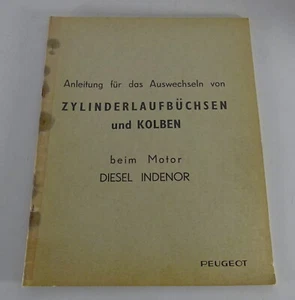 Anleitung für das Auswechseln von
ZYLINDERLAUFBÜCHSEN
und KOLBEN
beim Motor
DIESEL INDENOR
PEUGEOT